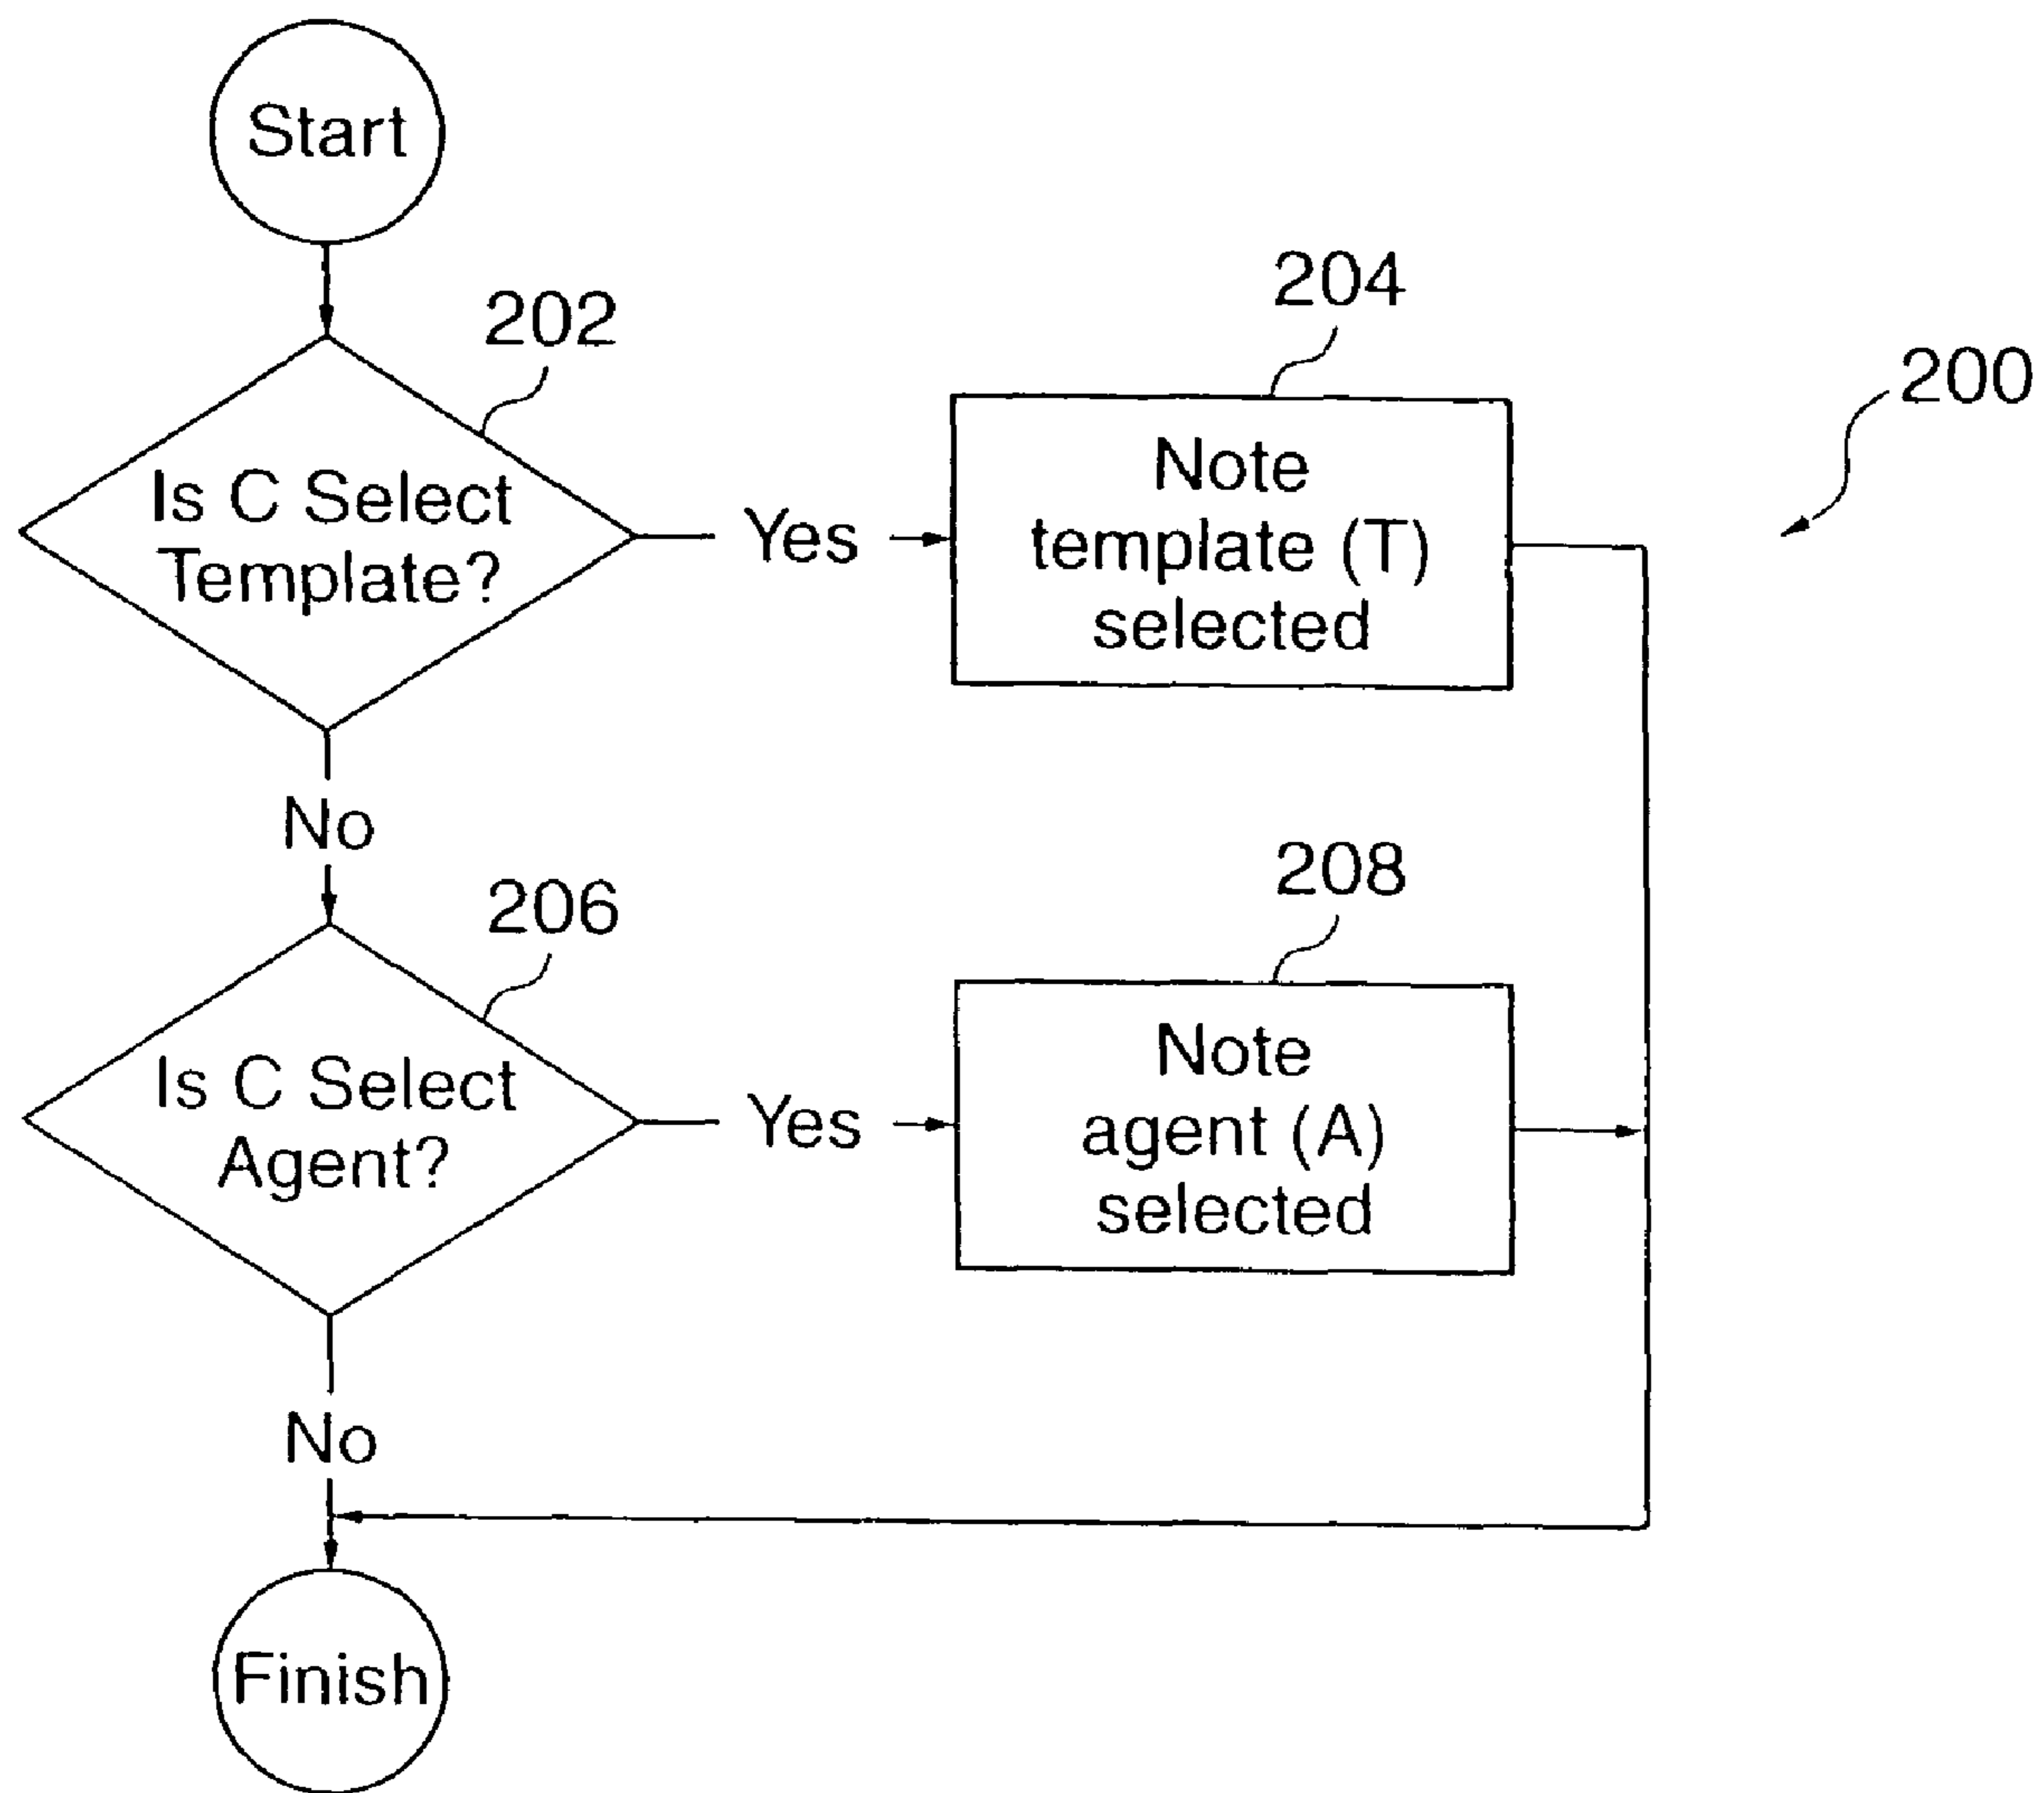 Start
202
Is C Select
Template?
Yes
204
Note
template (T)
selected
200
No
206
Is C Select
Agent?
Yes
208
Note
agent (A)
selected
No
Finish